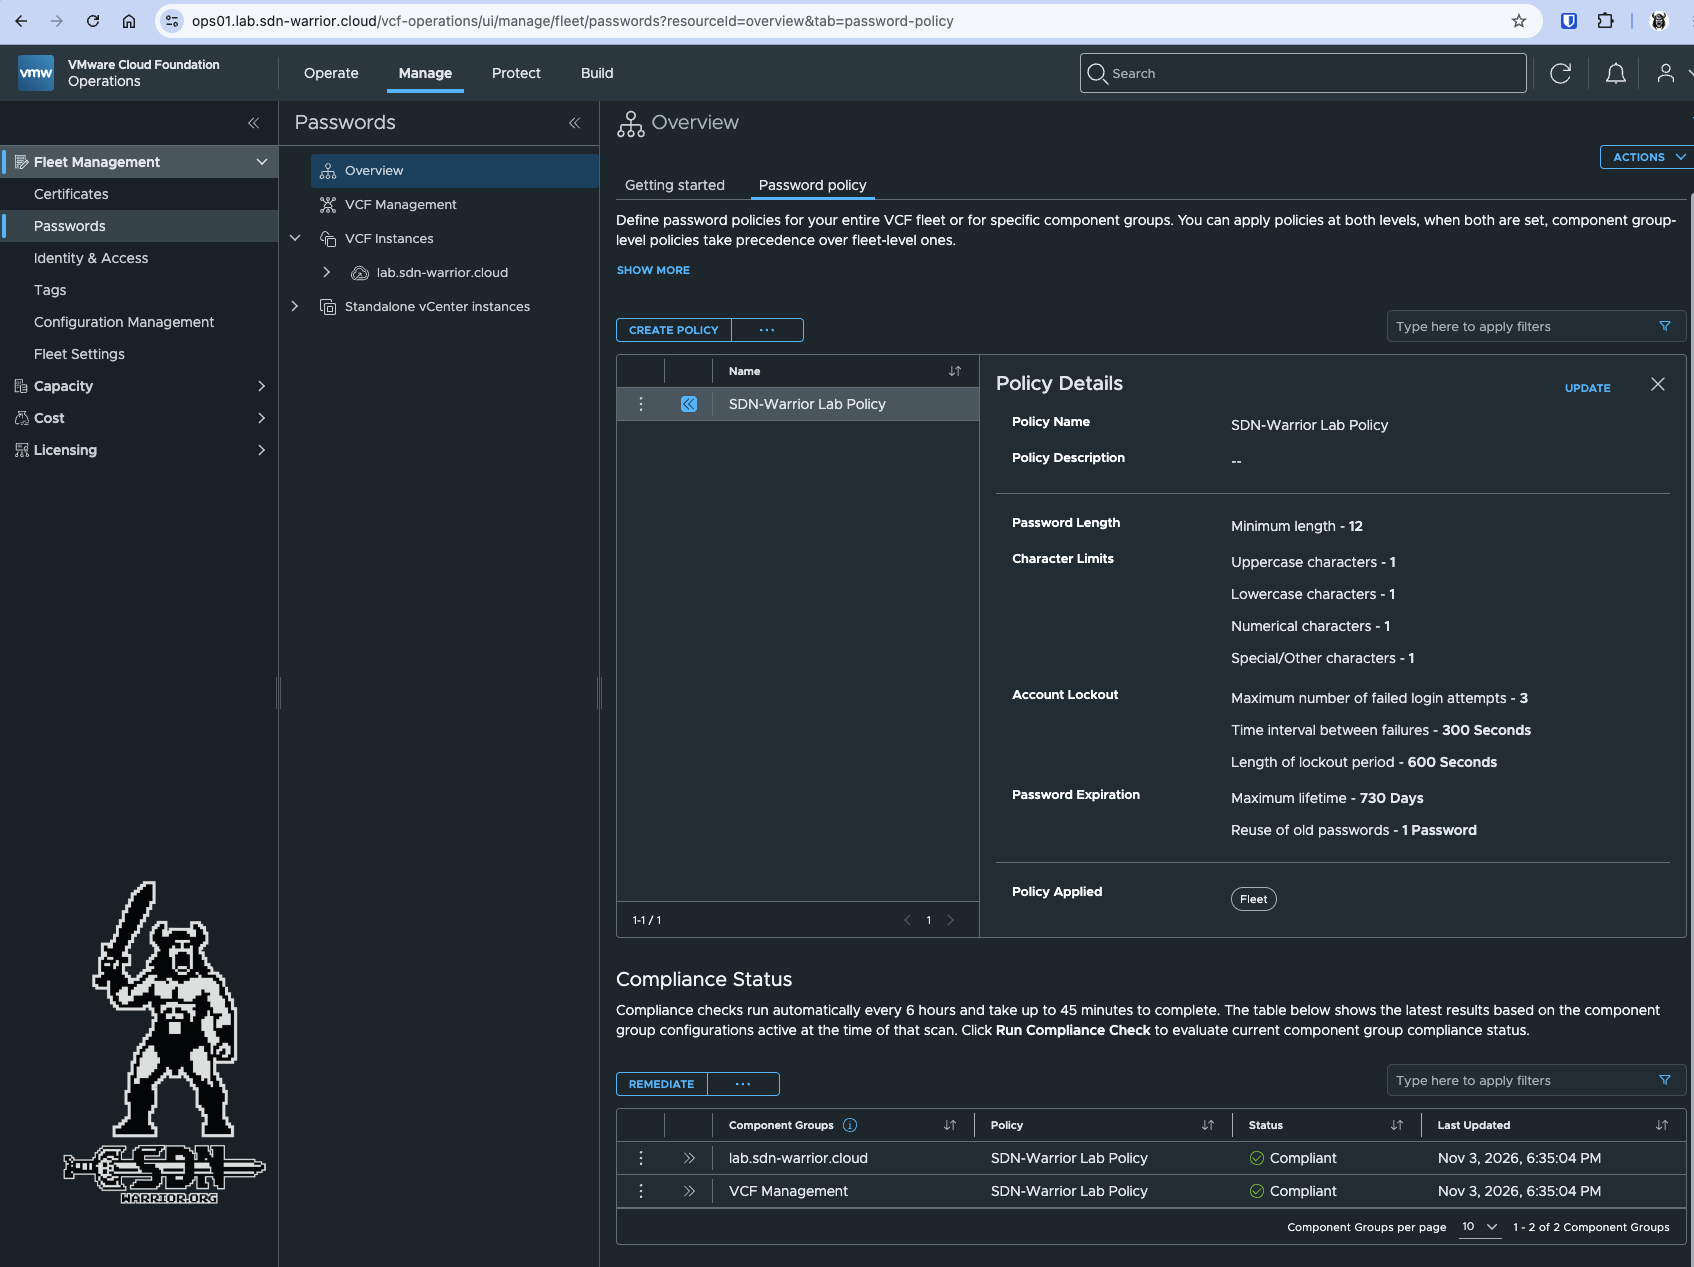 ops01.lab.sdn-warrior.cloud/vcf-operations/ui/manage/fleet/passwords?resourceId=overview&tab=password-policy
vmw
VMware Cloud Foundation
Operations
Operate
Manage
Protect
Build
Search
Fleet Management
Certificates
Passwords
Identity & Access
Tags
Configuration Management
Fleet Settings
Capacity
Cost
Licensing
Passwords
Overview
VCF Management
VCF Instances
lab.sdn-warrior.cloud
Standalone vCenter instances
Overview
ACTIONS
Getting started
Password policy
Define password policies for your entire VCF fleet or for specific component groups. You can apply policies at both levels, when both are set, component group-
level policies take precedence over fleet-level ones.
SHOW MORE
CREATE POLICY
...
Type here to apply filters
Name
SDN-Warrior Lab Policy
1-1 / 1
1
Policy Details
UPDATE
Policy Name
SDN-Warrior Lab Policy
Policy Description
--
Password Length
Minimum length - 12
Character Limits
Uppercase characters - 1
Lowercase characters - 1
Numerical characters - 1
Special/Other characters - 1
Account Lockout
Maximum number of failed login attempts - 3
Time interval between failures - 300 Seconds
Length of lockout period - 600 Seconds
Password Expiration
Maximum lifetime - 730 Days
Reuse of old passwords - 1 Password
Policy Applied
Fleet
Compliance Status
Compliance checks run automatically every 6 hours and take up to 45 minutes to complete. The table below shows the latest results based on the component
group configurations active at the time of that scan. Click Run Compliance Check to evaluate current component group compliance status.
REMEDIATE
...
Type here to apply filters
Component Groups
Policy
Status
Last Updated
lab.sdn-warrior.cloud
SDN-Warrior Lab Policy
Compliant
Nov 3, 2026, 6:35:04 PM
VCF Management
SDN-Warrior Lab Policy
Compliant
Nov 3, 2026, 6:35:04 PM
Component Groups per page
10
1 - 2 of 2 Component Groups
SDN
WARRIOR.ORG